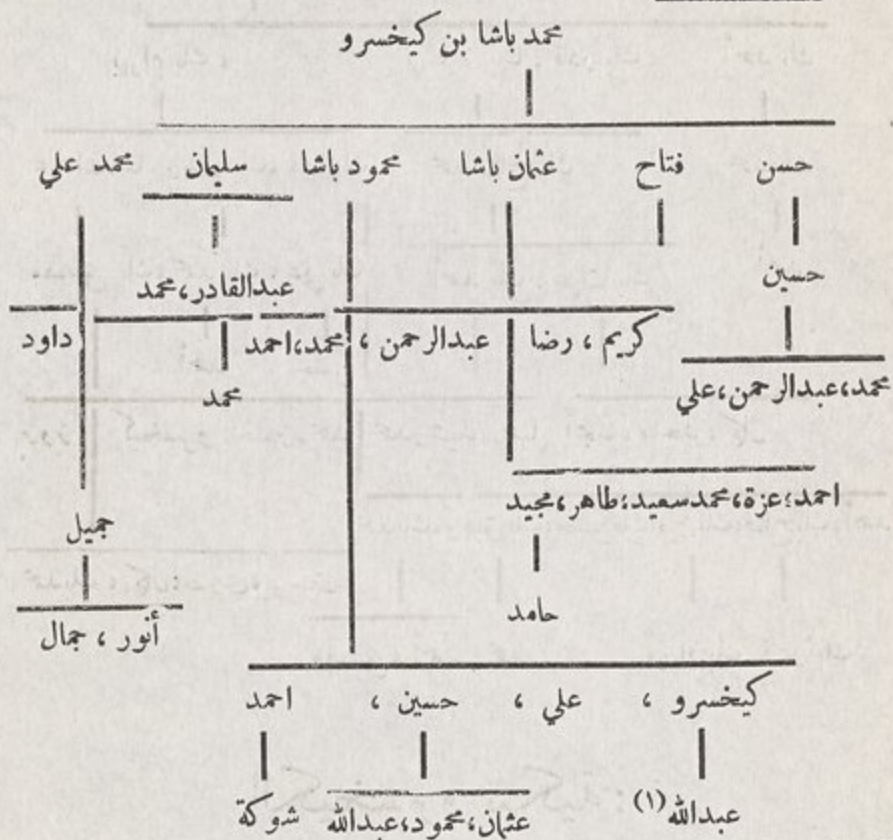 محمد باشا بن كيخسرو
حسن فتاح عثمان باشا محمود باشا سليمان محمد علي
حسين
عبدالقادر، محمد
كريم ، رضا عبدالرحمن ، محمد، احمد داود
محمد، عبدالرحمن، علي
محمد
احمد؛ عزة، محمد سعيد؛ طاهر، مجيد
جميل
حامد
أنور ، جمال
كيخسرو ، علي ، حسين ، احمد
عبدالله (١) عثمان، محمود، عبدالله شوكة